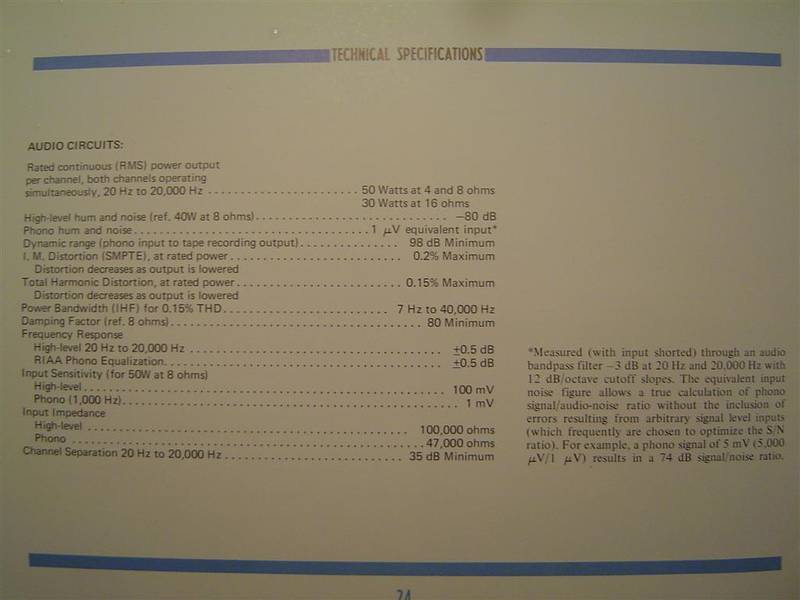 TECHNICAL SPECIFICATIONS
AUDIO CIRCUITS:
Rated continuous (RMS) power output
per channel, both channels operating
simultaneously, 20 Hz to 20,000 Hz . . . . . . . . . . . . . . . . . . . . . 50 Watts at 4 and 8 ohms
30 Watts at 16 ohms
High-level hum and noise (ref. 40W at 8 ohms). . . . . . . . . . . . . . . . . . . . . . . . . . . −80 dB
Phono hum and noise. . . . . . . . . . . . . . . . . . . . . . . . . . . . . . . . . 1 μV equivalent input*
Dynamic range (phono input to tape recording output). . . . . . . . . . . . . . 98 dB Minimum
I. M. Distortion (SMPTE), at rated power . . . . . . . . . . . . . . . . . . . . . . . . 0.2% Maximum
Distortion decreases as output is lowered
Total Harmonic Distortion, at rated power . . . . . . . . . . . . . . . . . . . . . . . 0.15% Maximum
Distortion decreases as output is lowered
Power Bandwidth (IHF) for 0.15% THD. . . . . . . . . . . . . . . . . . . . . . . . 7 Hz to 40,000 Hz
Damping Factor (ref. 8 ohms). . . . . . . . . . . . . . . . . . . . . . . . . . . . . . . . . . . 80 Minimum
Frequency Response
High-level 20 Hz to 20,000 Hz . . . . . . . . . . . . . . . . . . . . . . . . . . . . . . . . . . . ±0.5 dB
RIAA Phono Equalization. . . . . . . . . . . . . . . . . . . . . . . . . . . . . . . . . . . . . . . ±0.5 dB
Input Sensitivity (for 50W at 8 ohms)
High-level . . . . . . . . . . . . . . . . . . . . . . . . . . . . . . . . . . . . . . . . . . . . . . . . . . . 100 mV
Phono (1,000 Hz). . . . . . . . . . . . . . . . . . . . . . . . . . . . . . . . . . . . . . . . . . . . . . . 1 mV
Input Impedance
High-level . . . . . . . . . . . . . . . . . . . . . . . . . . . . . . . . . . . . . . . . . . . . . . 100,000 ohms
Phono . . . . . . . . . . . . . . . . . . . . . . . . . . . . . . . . . . . . . . . . . . . . . . . . . . 47,000 ohms
Channel Separation 20 Hz to 20,000 Hz . . . . . . . . . . . . . . . . . . . . . . . . . . 35 dB Minimum
*Measured (with input shorted) through an audio
bandpass filter −3 dB at 20 Hz and 20,000 Hz with
12 dB/octave cutoff slopes. The equivalent input
noise figure allows a true calculation of phono
signal/audio-noise ratio without the inclusion of
errors resulting from arbitrary signal level inputs
(which frequently are chosen to optimize the S/N
ratio). For example, a phono signal of 5 mV (5,000
μV/1 μV) results in a 74 dB signal/noise ratio.
24